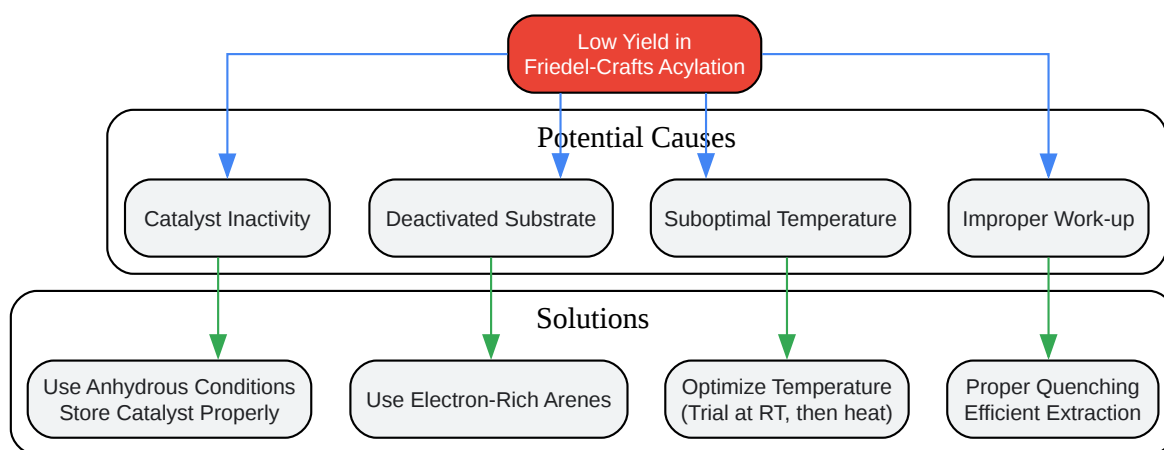 Low Yield in
Friedel-Crafts Acylation
Potential Causes
Catalyst Inactivity
Deactivated Substrate
Suboptimal Temperature
Improper Work-up
Solutions
Use Anhydrous Conditions
Store Catalyst Properly
Use Electron-Rich Arenes
Optimize Temperature
(Trial at RT, then heat)
Proper Quenching
Efficient Extraction